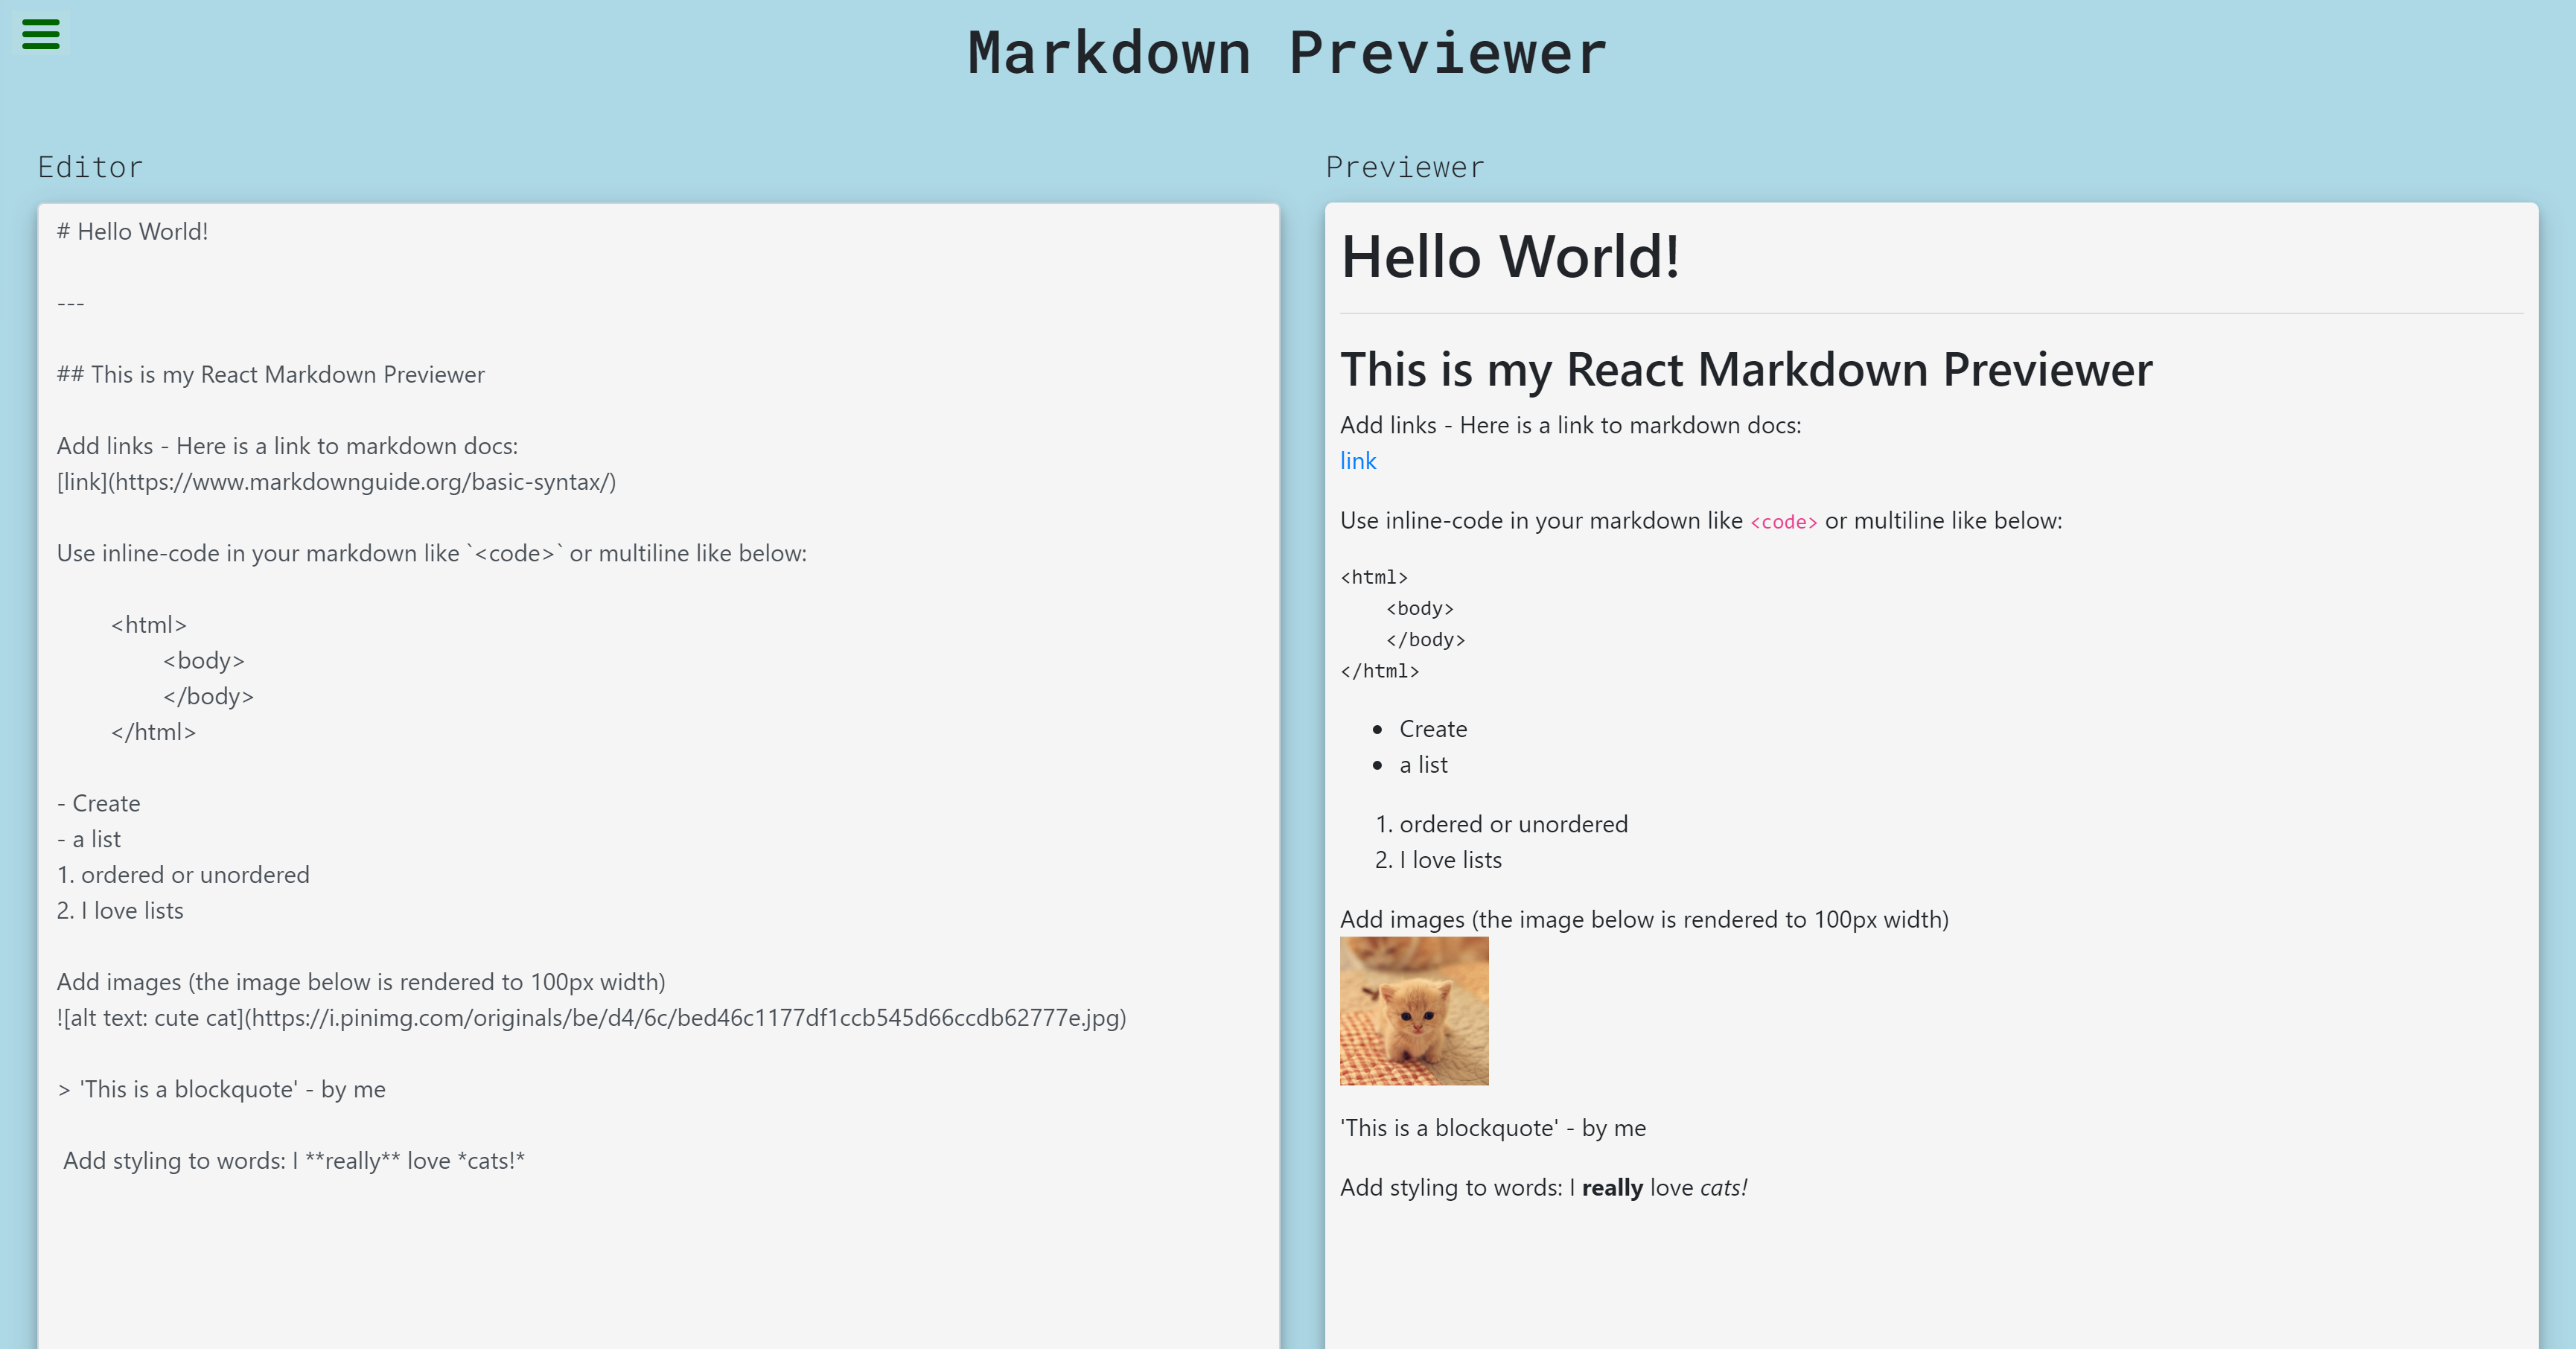 Markdown Previewer
Editor
# Hello World!
---
## This is my React Markdown Previewer
Add links - Here is a link to markdown docs:
[link](https://www.markdownguide.org/basic-syntax/)
Use inline-code in your markdown like `<code>` or multiline like below:
<html>
<body>
</body>
</html>
- Create
- a list
1. ordered or unordered
2. I love lists
Add images (the image below is rendered to 100px width)
![alt text: cute cat](https://i.pinimg.com/originals/be/d4/6c/bed46c1177df1ccb545d66ccdb62777e.jpg)
> 'This is a blockquote' - by me
Add styling to words: I **really** love *cats!*
Previewer
Hello World!
This is my React Markdown Previewer
Add links - Here is a link to markdown docs:
link
Use inline-code in your markdown like <code> or multiline like below:
<html>
<body>
</body>
</html>
• Create
• a list
1. ordered or unordered
2. I love lists
Add images (the image below is rendered to 100px width)
'This is a blockquote' - by me
Add styling to words: I really love cats!